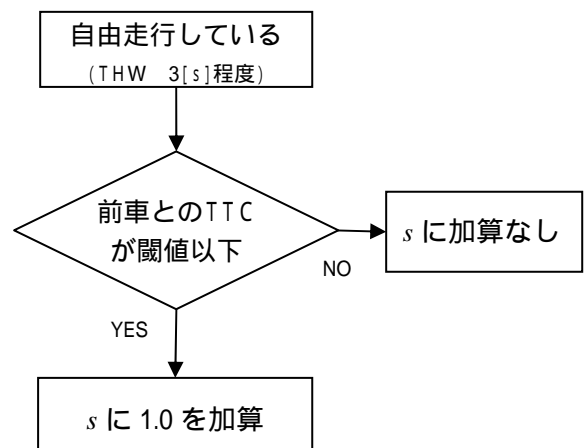 自由走行している
(THW 3[s]程度)
前車とのTTC
が閾値以下
NO
s に加算なし
YES
s に 1.0 を加算